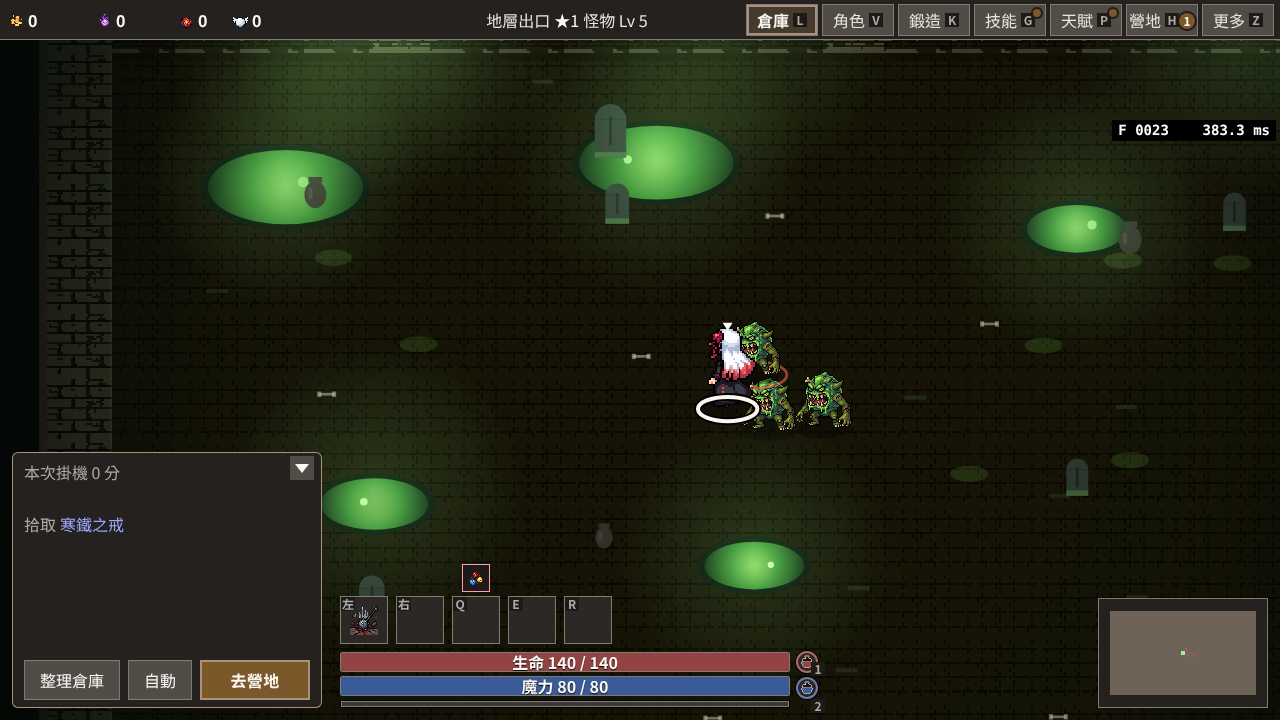 0 0 0 0 地層出口 ★1 怪物 Lv 5 倉庫 L 角色 V 鍛造 K 技能 G 天賦 P 營地 H 1 更多 Z
F 0023 383.3 ms
本次掛機 0 分
拾取 寒鐵之戒
左 右 Q E R
生命 140 / 140 1
魔力 80 / 80 2
整理倉庫 自動 去營地